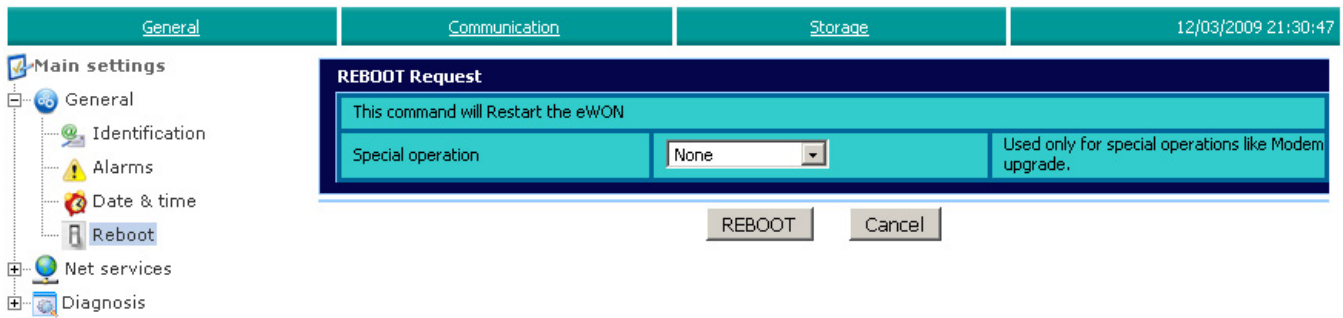 General Communication Storage 12/03/2009 21:30:47
Main settings
General
Identification
Alarms
Date & time
Reboot
Net services
Diagnosis
REBOOT Request
This command will Restart the eWON
Special operation None Used only for special operations like Modem
upgrade.
REBOOT Cancel